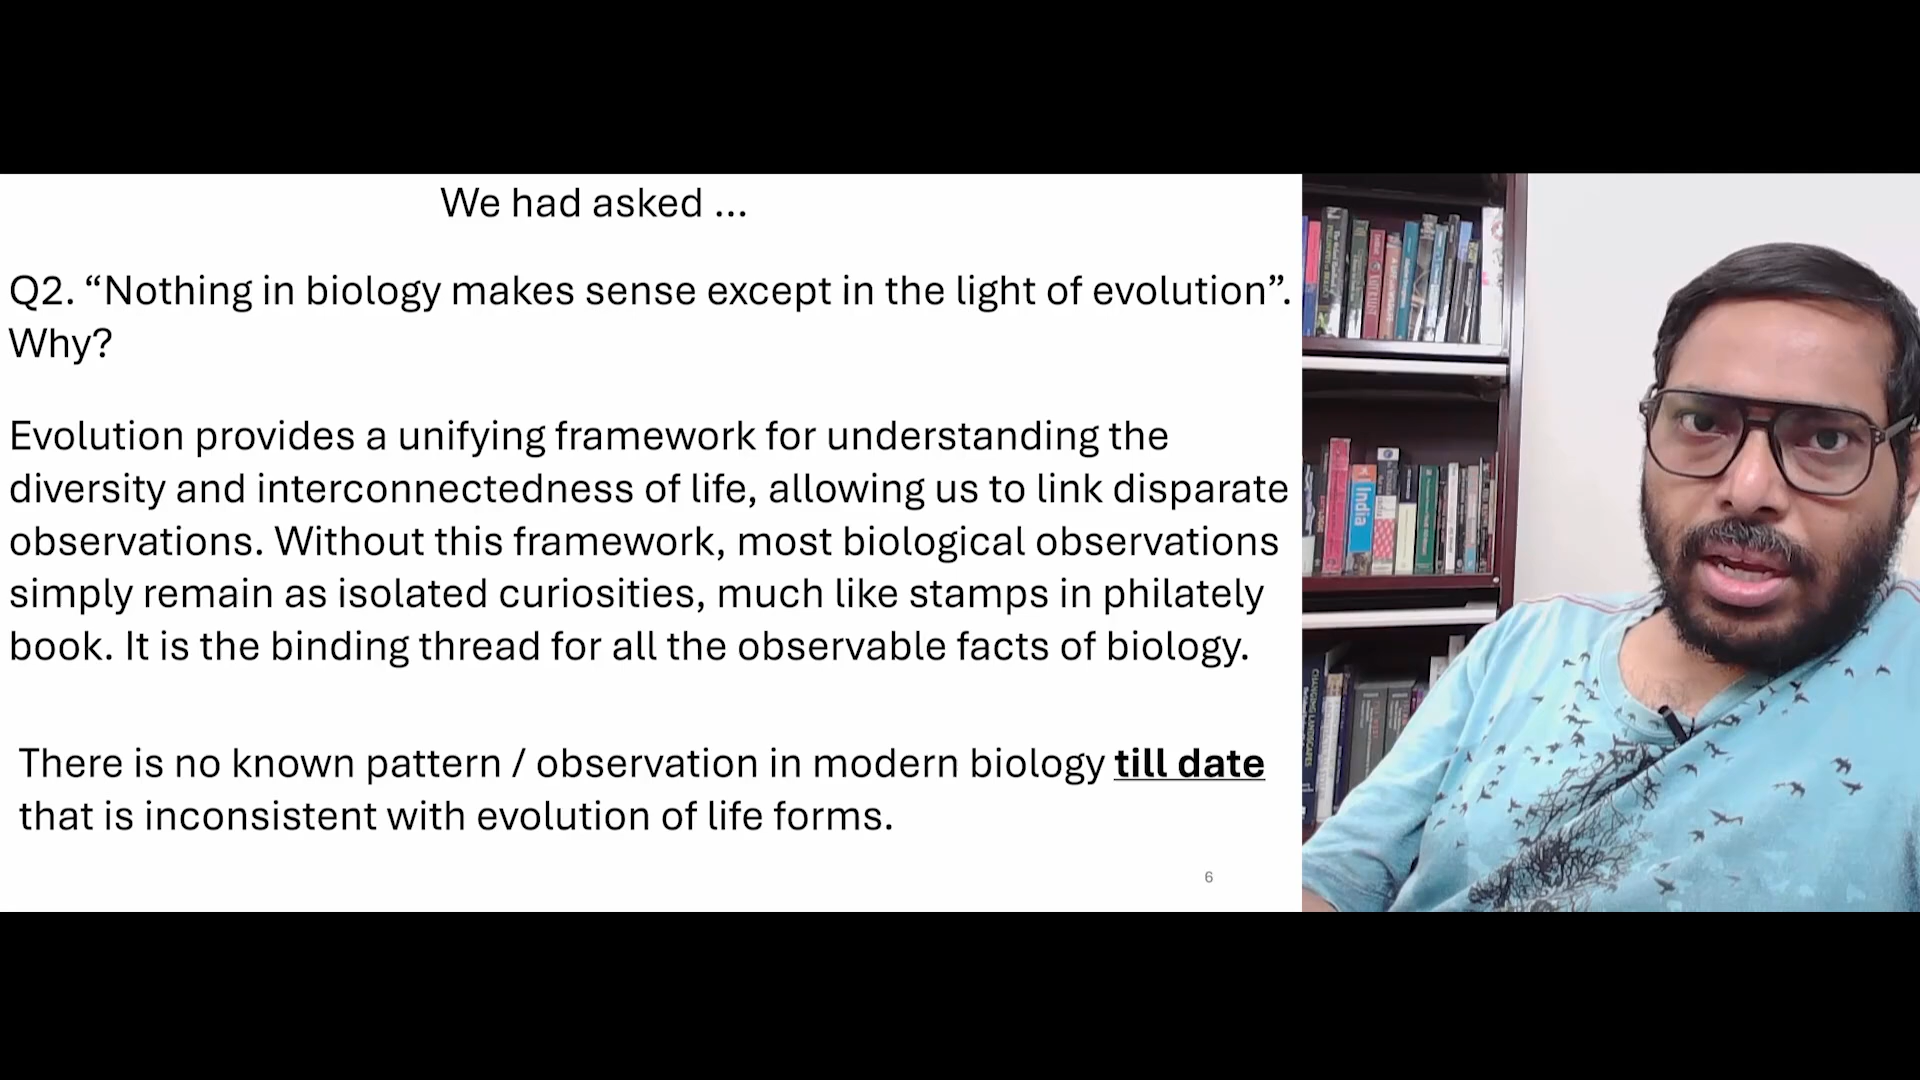 We had asked ...
Q2. “Nothing in biology makes sense except in the light of evolution”.
Why?
Evolution provides a unifying framework for understanding the
diversity and interconnectedness of life, allowing us to link disparate
observations. Without this framework, most biological observations
simply remain as isolated curiosities, much like stamps in philately
book. It is the binding thread for all the observable facts of biology.
There is no known pattern / observation in modern biology till date
that is inconsistent with evolution of life forms.
6
India
CHANGING LANDSCAPES